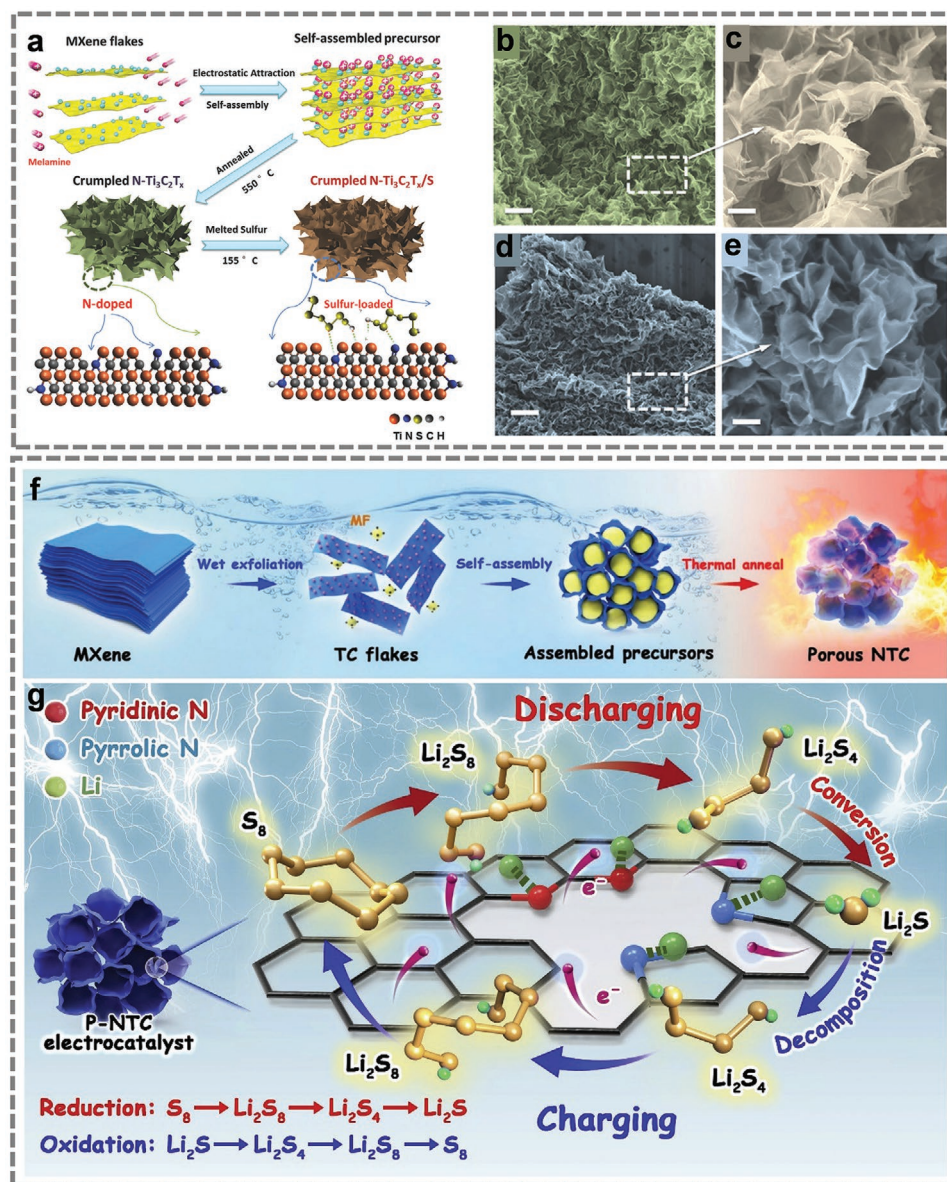 a
MXene flakes
Self-assembled precursor
Electrostatic Attraction
Self-assembly
Melamine
Annealed
550° C
Crumpled N-Ti₃C₂Tₓ
Crumpled N-Ti₃C₂Tₓ/S
Melted Sulfur
155° C
N-doped
Sulfur-loaded
Ti N S C H
b
c
d
e
f
MF
Wet exfoliation
Self-assembly
Thermal anneal
MXene
TC flakes
Assembled precursors
Porous NTC
g
Pyridinic N
Pyrrolic N
Li
Discharging
Li₂S₈
Li₂S₄
S₈
Conversion
e⁻
Li₂S
P-NTC
electrocatalyst
e⁻
Decomposition
Li₂S₈
Li₂S₄
Charging
Reduction: S₈ → Li₂S₈ → Li₂S₄ → Li₂S
Oxidation: Li₂S → Li₂S₄ → Li₂S₈ → S₈